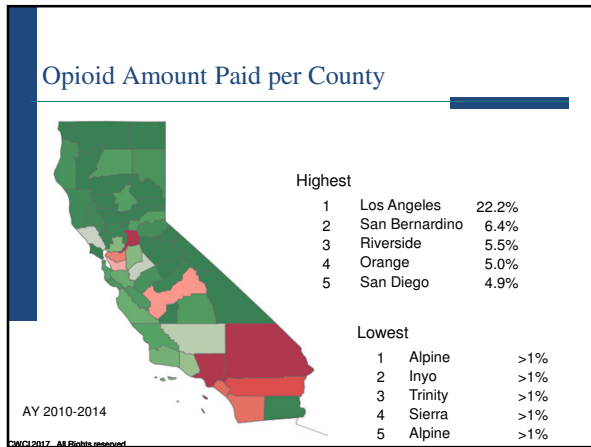 Opioid Amount Paid per County
Highest
1 Los Angeles 22.2%
2 San Bernardino 6.4%
3 Riverside 5.5%
4 Orange 5.0%
5 San Diego 4.9%
Lowest
1 Alpine >1%
2 Inyo >1%
3 Trinity >1%
4 Sierra >1%
5 Alpine >1%
AY 2010-2014
CWCI 2017 All Rights reserved